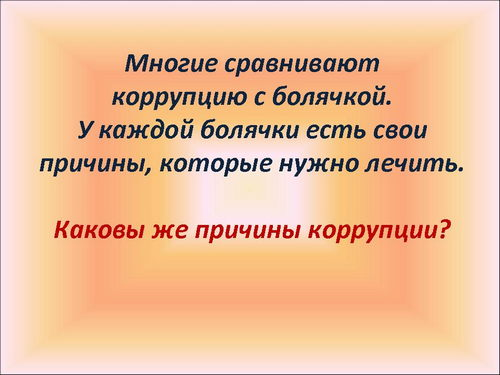 Многие сравнивают
коррупцию с болячкой.
У каждой болячки есть свои
причины, которые нужно лечить.
Каковы же причины коррупции?